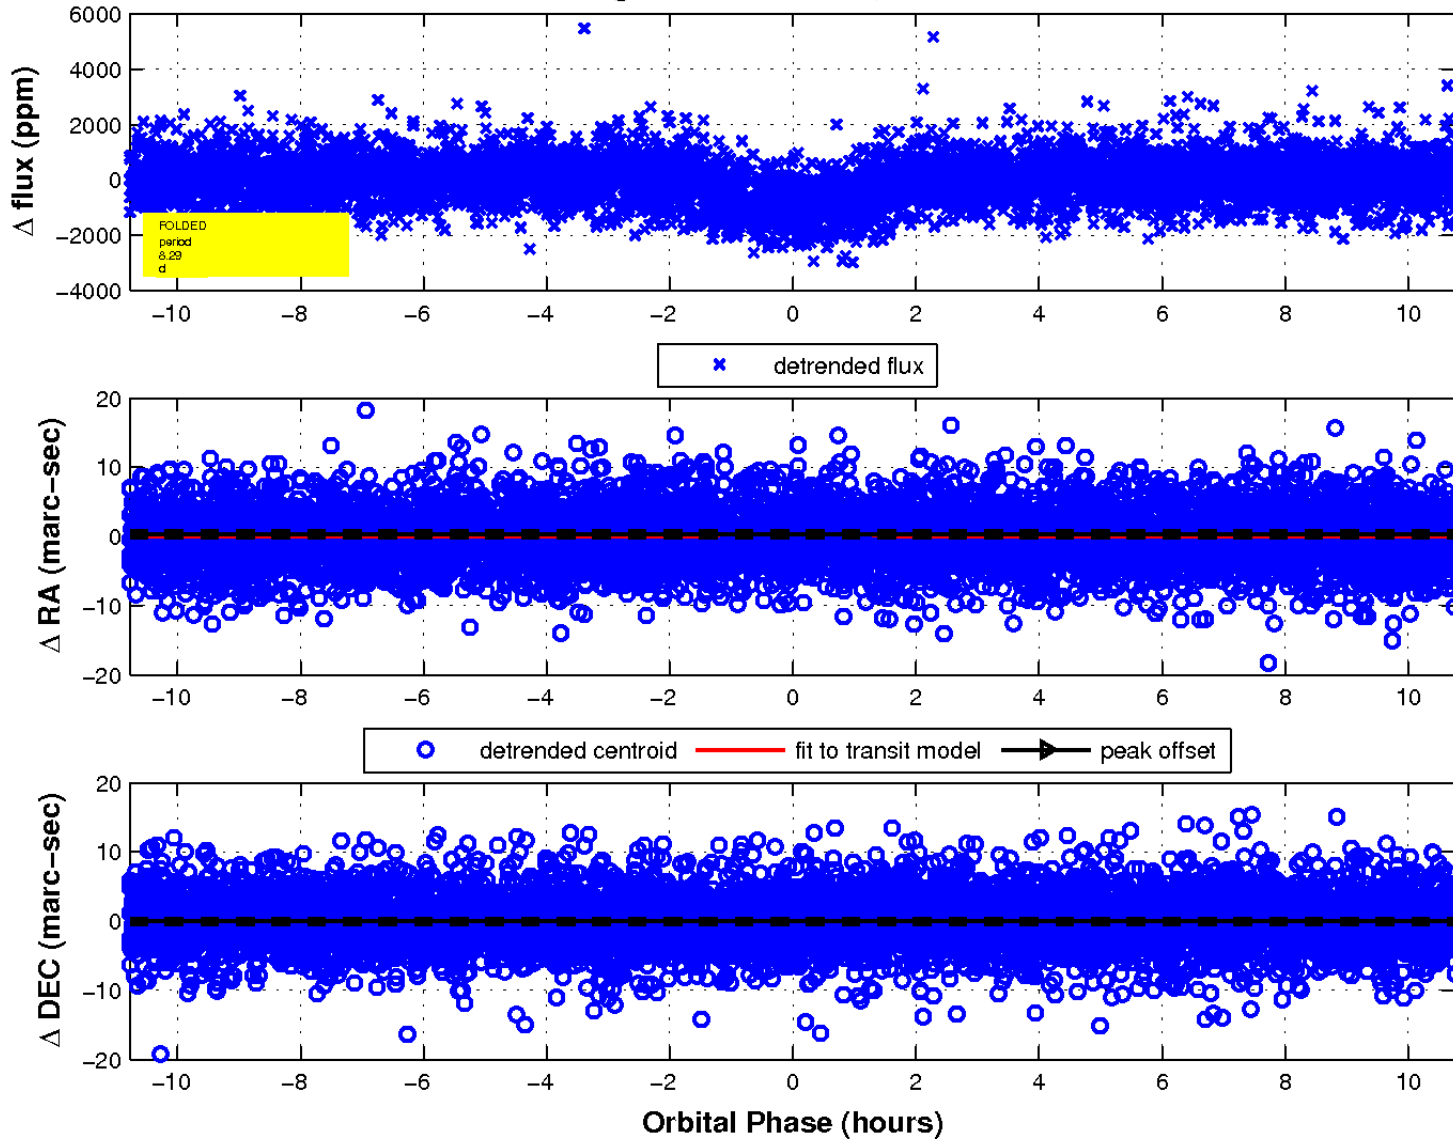 6000
4000
2000
0
−2000
−4000
Δ flux (ppm)
FOLDED
period
8.29
d
−10 −8 −6 −4 −2 0 2 4 6 8 10
detrended flux
20
10
0
−10
−20
Δ RA (marc−sec)
−10 −8 −6 −4 −2 0 2 4 6 8 10
detrended centroid fit to transit model peak offset
20
10
0
−10
−20
Δ DEC (marc−sec)
−10 −8 −6 −4 −2 0 2 4 6 8 10
Orbital Phase (hours)